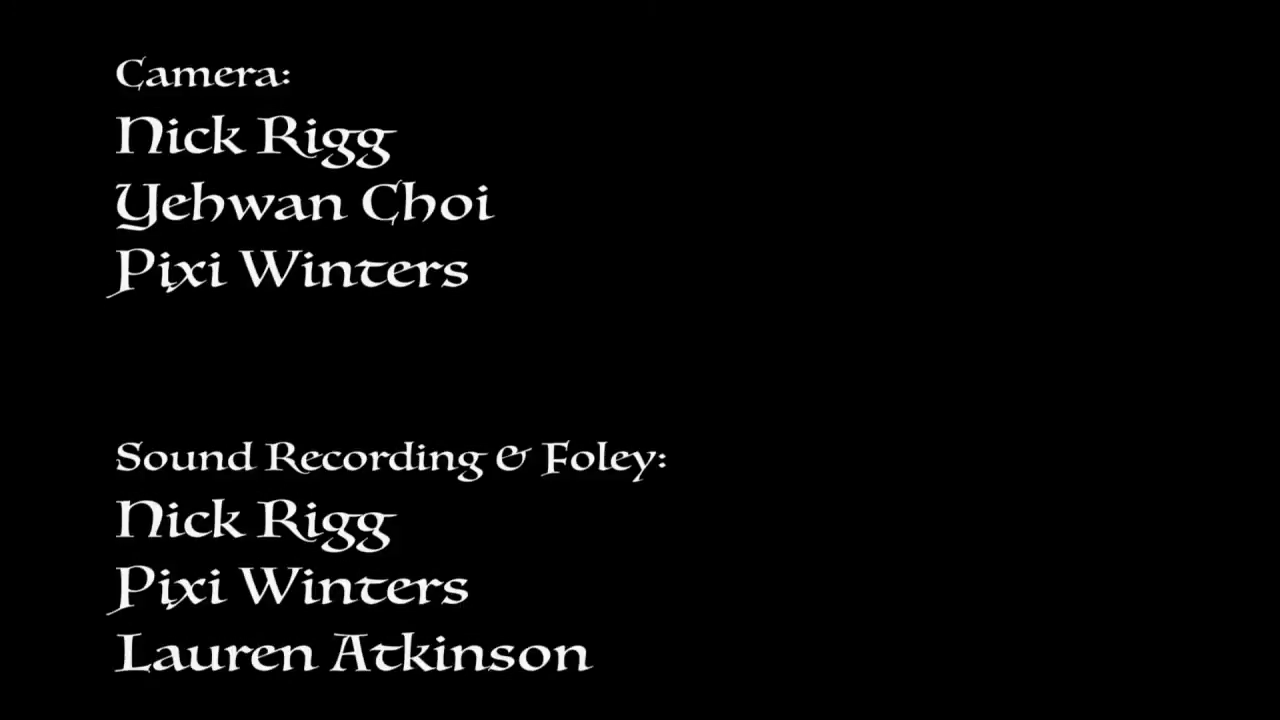 Camera:
Nick Rigg
Yehwan Choi
Pixi Winters
Sound Recording & Foley:
Nick Rigg
Pixi Winters
Lauren Atkinson